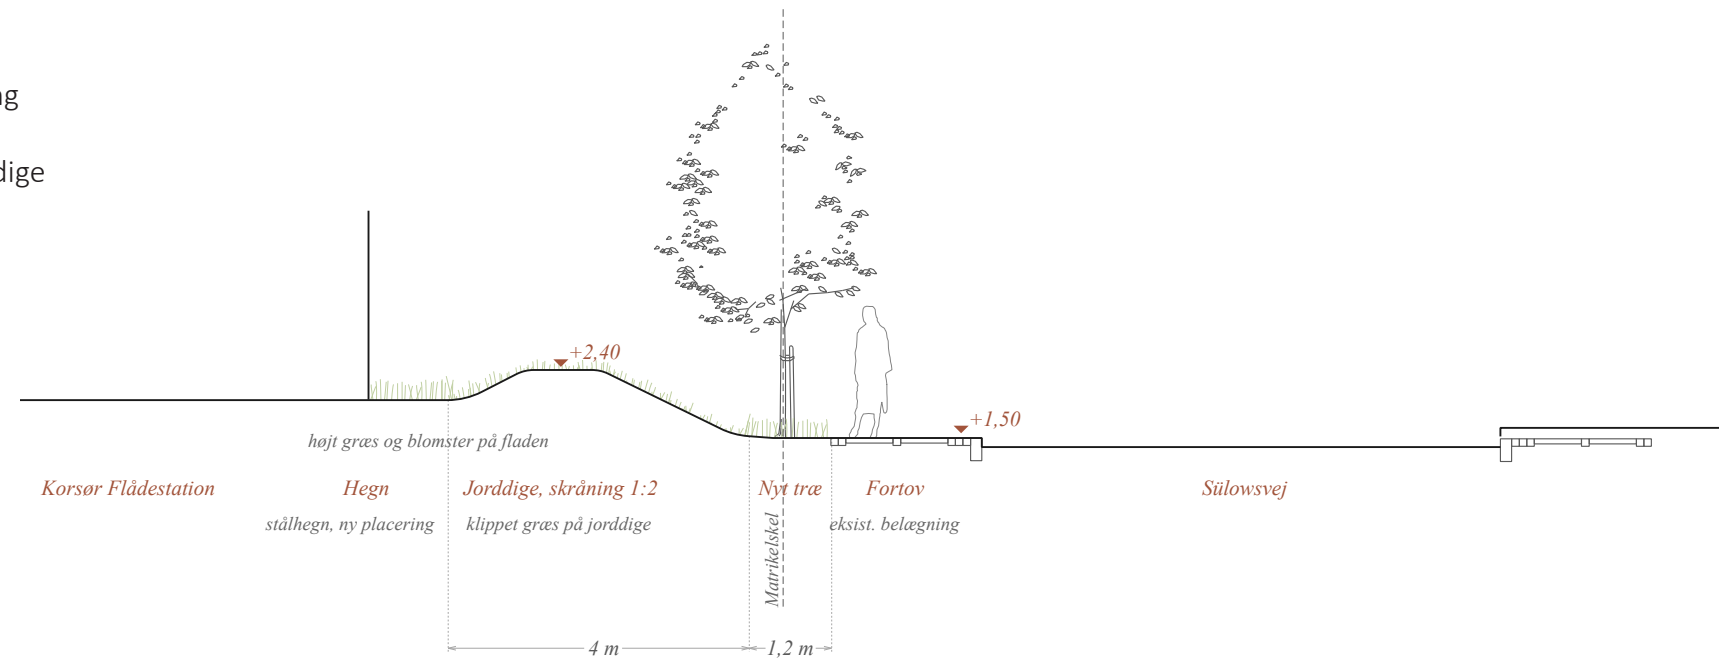 +2,40
+1,50
højt græs og blomster på fladen
Korsør Flådestation
Hegn
Jorddige, skråning 1:2
Nyt træ
Fortov
Sülowsvej
stålhegn, ny placering
klippet græs på jorddige
Matrikelskel
eksist. belægning
4 m
1,2 m